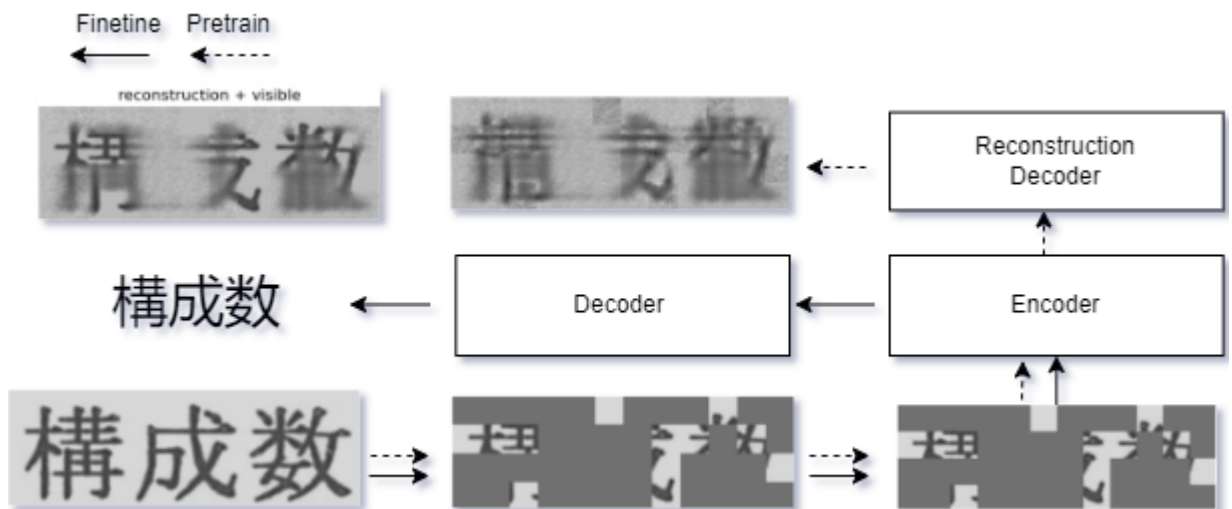 Finetine Pretrain
reconstruction + visible
Reconstruction
Decoder
構成数
Decoder
Encoder
構成数